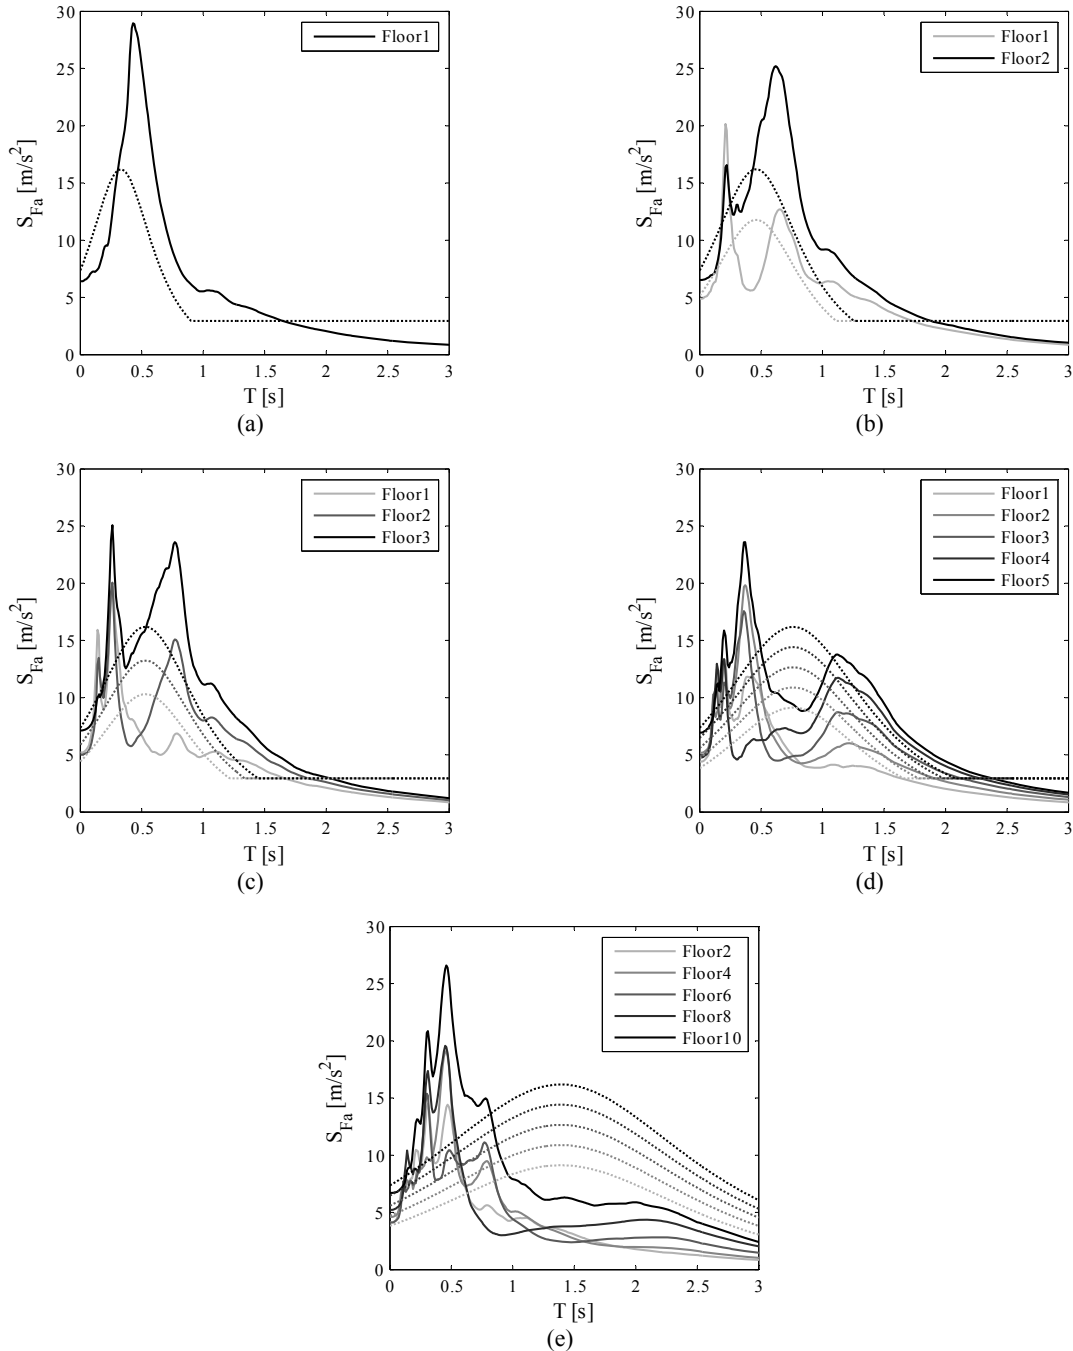 30
25
20
15
10
5
0
S_Fa [m/s²]
0 0.5 1 1.5 2 2.5 3
T [s]
Floor1
(a)
30
25
20
15
10
5
0
S_Fa [m/s²]
0 0.5 1 1.5 2 2.5 3
T [s]
Floor1
Floor2
(b)
30
25
20
15
10
5
0
S_Fa [m/s²]
0 0.5 1 1.5 2 2.5 3
T [s]
Floor1
Floor2
Floor3
(c)
30
25
20
15
10
5
0
S_Fa [m/s²]
0 0.5 1 1.5 2 2.5 3
T [s]
Floor1
Floor2
Floor3
Floor4
Floor5
(d)
30
25
20
15
10
5
0
S_Fa [m/s²]
0 0.5 1 1.5 2 2.5 3
T [s]
Floor2
Floor4
Floor6
Floor8
Floor10
(e)